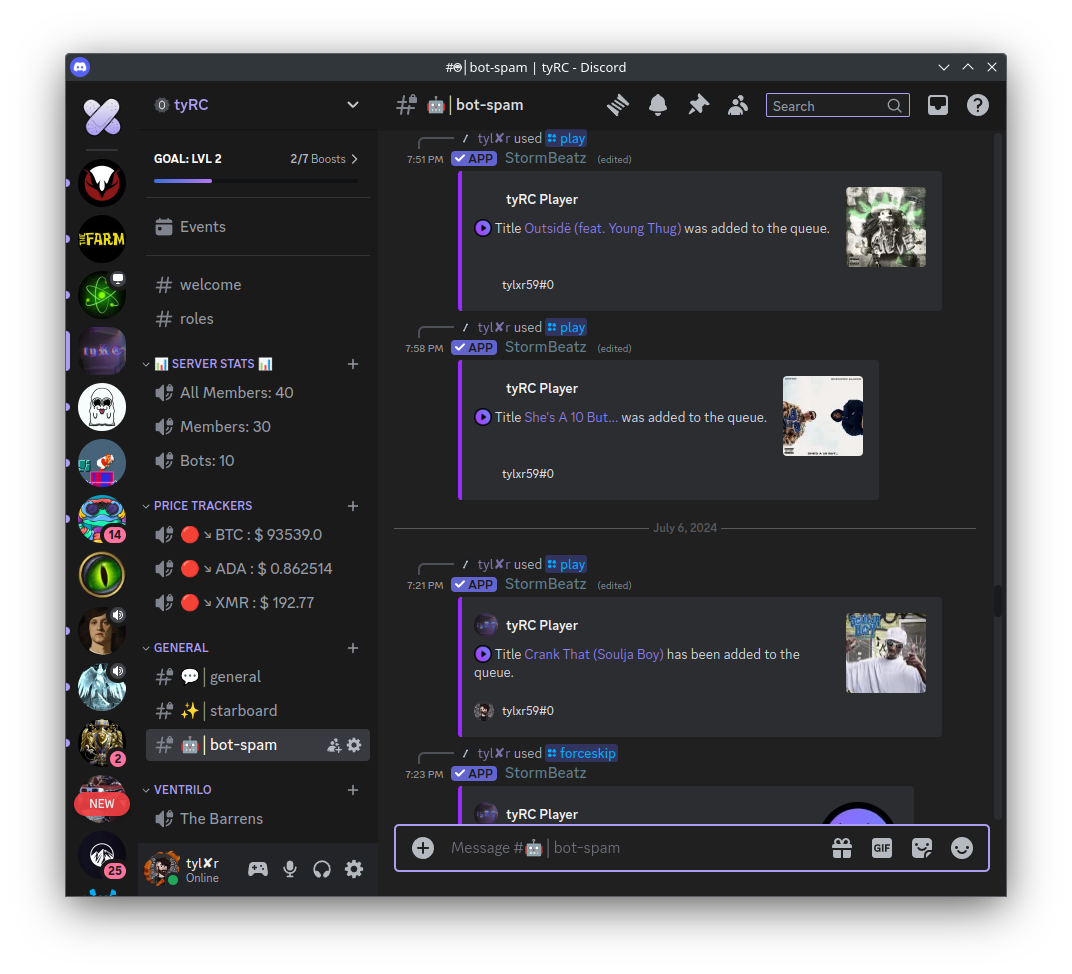 #🤖│bot-spam | tyRC - Discord
tyRC
GOAL: LVL 2 2/7 Boosts
Events
welcome
roles
📊 SERVER STATS 📊
All Members: 40
Members: 30
Bots: 10
PRICE TRACKERS
🔴 ↘ BTC : $ 93539.0
🔴 ↘ ADA : $ 0.862514
🔴 ↘ XMR : $ 192.77
GENERAL
💬│general
✨│starboard
🤖│bot-spam
VENTRILO
The Barrens
tyl✘r
Online
THE FARM
tyRC
14
2
NEW
25
🤖│bot-spam
Search
tyl✘r used play
7:51 PM APP StormBeatz (edited)
tyRC Player
Title Outsidë (feat. Young Thug) was added to the queue.
tylxr59#0
tyl✘r used play
7:58 PM APP StormBeatz (edited)
tyRC Player
Title She's A 10 But... was added to the queue.
SHE'S A 10 BUT...
tylxr59#0
July 6, 2024
tyl✘r used play
7:21 PM APP StormBeatz (edited)
tyRC Player
Title Crank That (Soulja Boy) has been added to the
queue.
tylxr59#0
tyl✘r used forceskip
7:23 PM APP StormBeatz
tyRC Player
Message #🤖│bot-spam
GIF